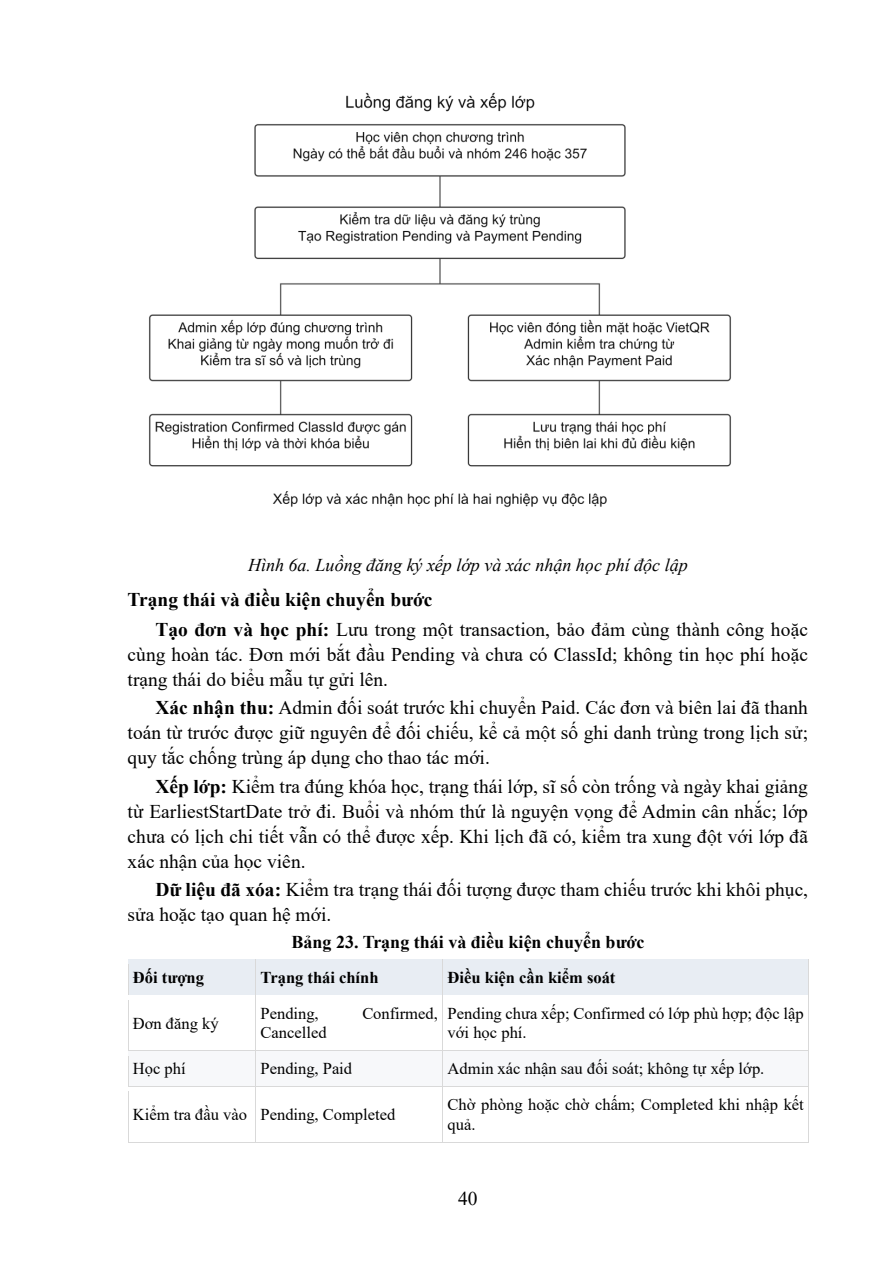 Luồng đăng ký và xếp lớp
Học viên chọn chương trình
Ngày có thể bắt đầu buổi và nhóm 246 hoặc 357
Kiểm tra dữ liệu và đăng ký trùng
Tạo Registration Pending và Payment Pending
Admin xếp lớp đúng chương trình
Khai giảng từ ngày mong muốn trở đi
Kiểm tra sĩ số và lịch trùng
Học viên đóng tiền mặt hoặc VietQR
Admin kiểm tra chứng từ
Xác nhận Payment Paid
Registration Confirmed ClassId được gán
Hiển thị lớp và thời khóa biểu
Lưu trạng thái học phí
Hiển thị biên lai khi đủ điều kiện
Xếp lớp và xác nhận học phí là hai nghiệp vụ độc lập
Hình 6a. Luồng đăng ký xếp lớp và xác nhận học phí độc lập
Trạng thái và điều kiện chuyển bước
Tạo đơn và học phí: Lưu trong một transaction, bảo đảm cùng thành công hoặc
cùng hoàn tác. Đơn mới bắt đầu Pending và chưa có ClassId; không tin học phí hoặc
trạng thái do biểu mẫu tự gửi lên.
Xác nhận thu: Admin đối soát trước khi chuyển Paid. Các đơn và biên lai đã thanh
toán từ trước được giữ nguyên để đối chiếu, kể cả một số ghi danh trùng trong lịch sử;
quy tắc chống trùng áp dụng cho thao tác mới.
Xếp lớp: Kiểm tra đúng khóa học, trạng thái lớp, sĩ số còn trống và ngày khai giảng
từ EarliestStartDate trở đi. Buổi và nhóm thứ là nguyện vọng để Admin cân nhắc; lớp
chưa có lịch chi tiết vẫn có thể được xếp. Khi lịch đã có, kiểm tra xung đột với lớp đã
xác nhận của học viên.
Dữ liệu đã xóa: Kiểm tra trạng thái đối tượng được tham chiếu trước khi khôi phục,
sửa hoặc tạo quan hệ mới.
Bảng 23. Trạng thái và điều kiện chuyển bước
Đối tượng Trạng thái chính Điều kiện cần kiểm soát
Đơn đăng ký
Pending, Confirmed,
Cancelled
Pending chưa xếp; Confirmed có lớp phù hợp; độc lập
với học phí.
Học phí Pending, Paid Admin xác nhận sau đối soát; không tự xếp lớp.
Kiểm tra đầu vào Pending, Completed
Chờ phòng hoặc chờ chấm; Completed khi nhập kết
quả.
40